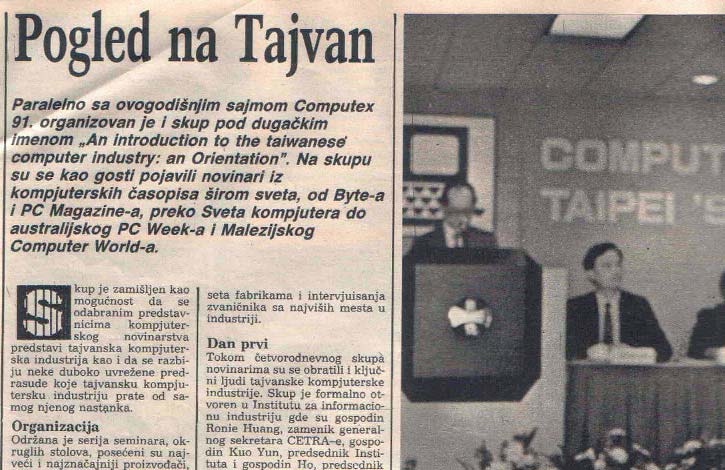 Pogled na Tajvan
Paralelno sa ovogodišnjim sajmom Computex
91. organizovan je i skup pod dugačkim
imenom „An introduction to the taiwanese
computer industry: an Orientation”. Na skupu
su se kao gosti pojavili novinari iz
kompjuterskih časopisa širom sveta, od Byte-a
i PC Magazine-a, preko Sveta kompjutera do
australijskog PC Week-a i Malezijskog
Computer World-a.
Skup je zamišljen kao
mogućnost da se
odabranim predstav-
nicima kompjuter-
skog novinarstva
predstavi tajvanska kompjuter-
ska industrija kao i da se razbi-
ju neke duboko uvrežene pred-
rasude koje tajvansku kompju-
tersku industriju prate od sa-
mog njenog nastanka.
Organizacija
Održana je serija seminara, ok-
ruglih stolova, posećeni su naj-
veći i najznačajniji proizvođači,
seta fabrikama i intervjuisanja
zvaničnika sa najviših mesta u
industriji.
Dan prvi
Tokom četvorodnevnog skupa
novinarima su se obratili i ključ-
ni ljudi tajvanske kompjuterske
industrije. Skup je formalno ot-
voren u Institutu za informacio-
nu industriju gde su gospodin
Ronie Huang, zamenik general-
nog sekretara CETRA-e, gospo-
din Kuo Yun, predsednik Insti-
tuta i gospodin Ho, predsednik
COMPUT
TAIPEI '9